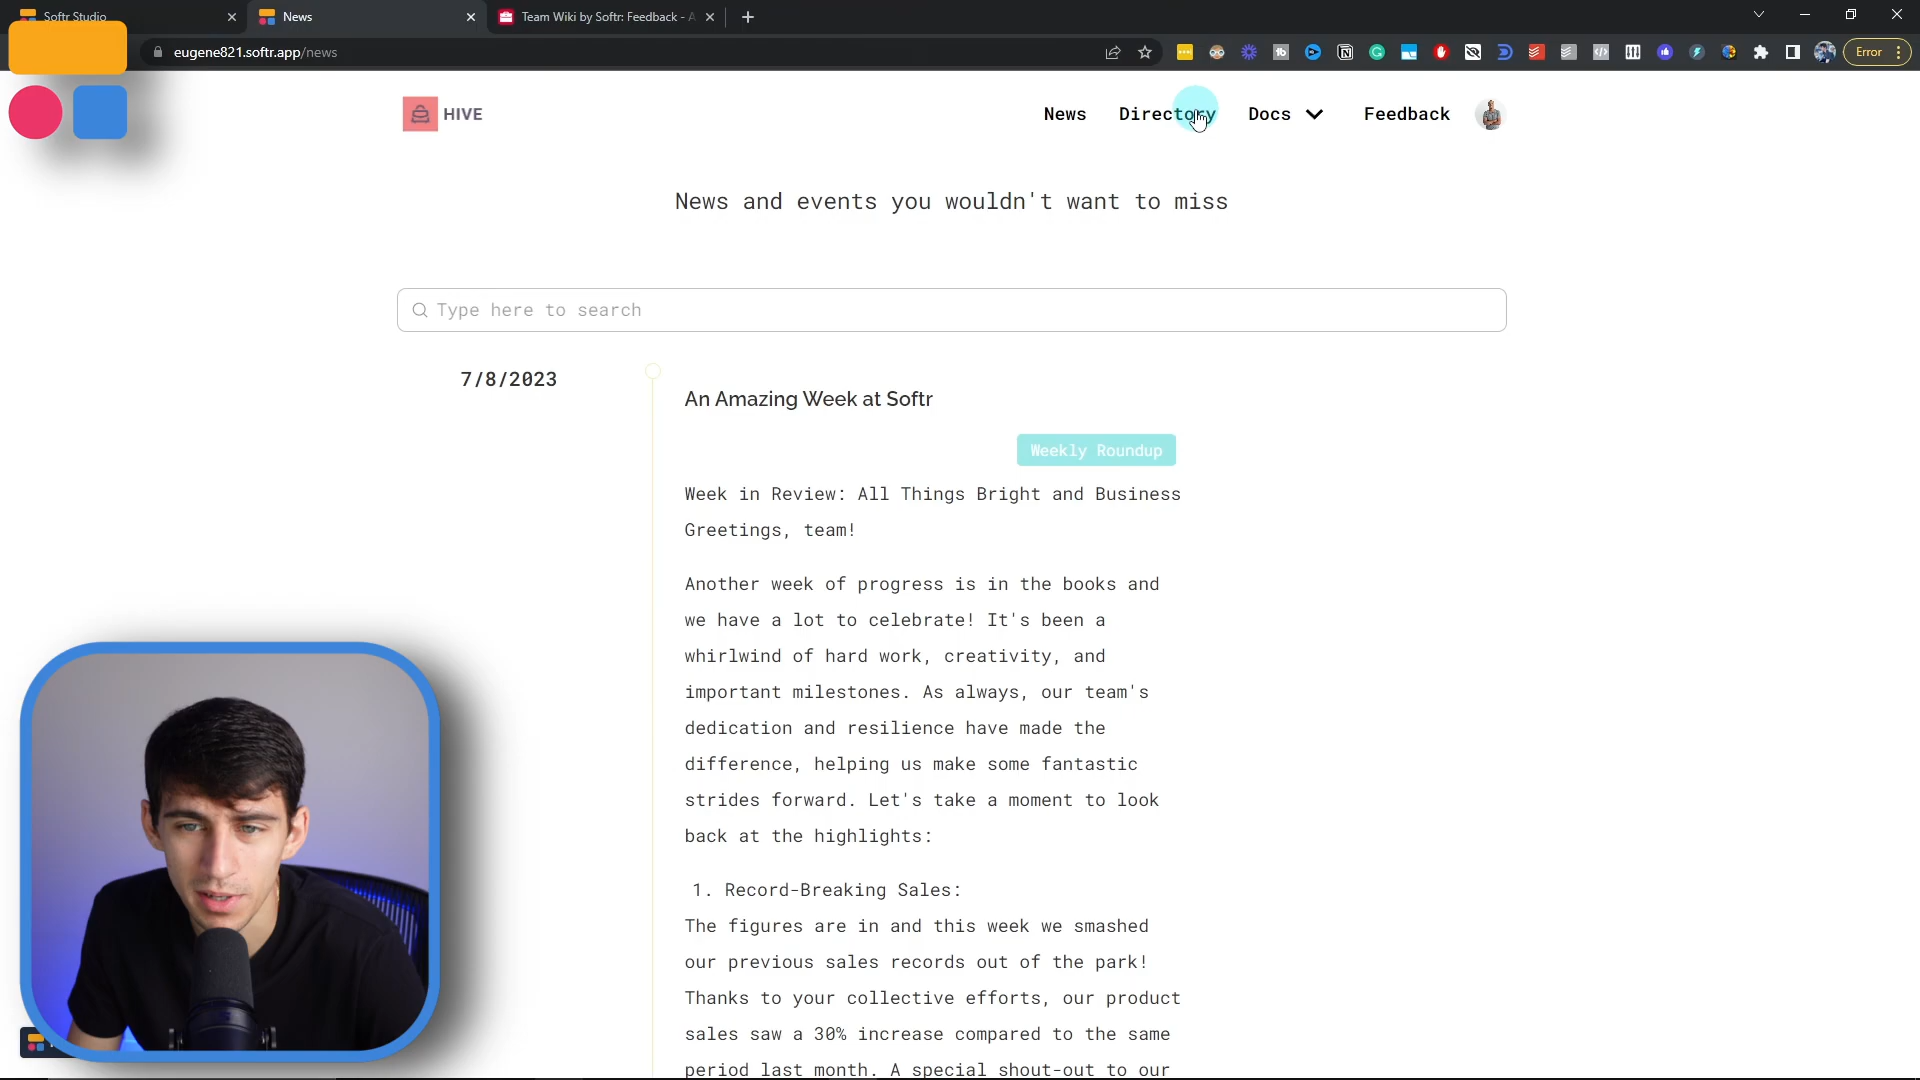 Softr Studio
News
Team Wiki by Softr: Feedback - A
eugene821.softr.app/news
Error
HIVE
News
Directory
Docs
Feedback
News and events you wouldn't want to miss
Type here to search
7/8/2023
An Amazing Week at Softr
Weekly Roundup
Week in Review: All Things Bright and Business
Greetings, team!
Another week of progress is in the books and
we have a lot to celebrate! It's been a
whirlwind of hard work, creativity, and
important milestones. As always, our team's
dedication and resilience have made the
difference, helping us make some fantastic
strides forward. Let's take a moment to look
back at the highlights:
1. Record-Breaking Sales:
The figures are in and this week we smashed
our previous sales records out of the park!
Thanks to your collective efforts, our product
sales saw a 30% increase compared to the same
period last month. A special shout-out to our